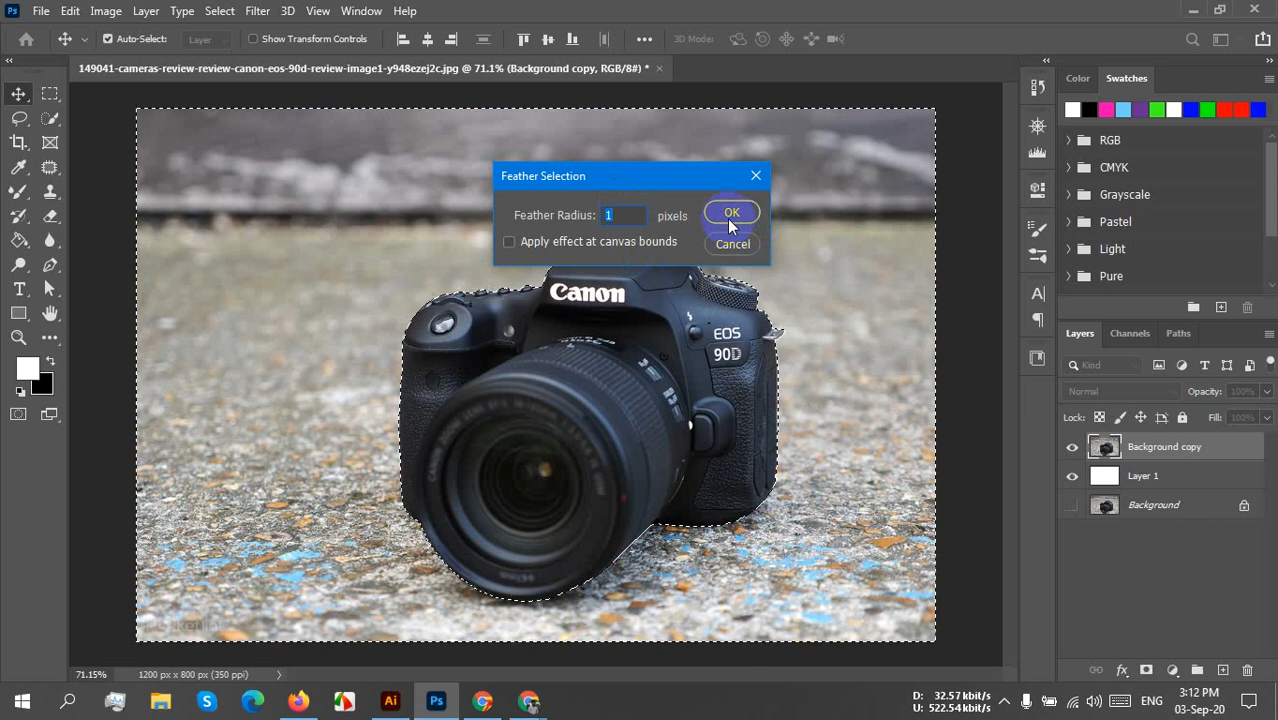 Ps File Edit Image Layer Type Select Filter 3D View Window Help
Auto-Select: Layer Show Transform Controls 3D Mode:
149041-cameras-review-review-canon-eos-90d-review-image1-y948ezej2c.jpg @ 71.1% (Background copy, RGB/8#) *
Color Swatches
RGB
CMYK
Grayscale
Pastel
Light
Pure
Feather Selection
Feather Radius: 1 pixels OK
Apply effect at canvas bounds Cancel
Canon
EOS
90D
Layers Channels Paths
Kind
Normal Opacity: 100%
Lock: Fill: 100%
Background copy
Layer 1
Background
71.15% 1200 px x 800 px (350 ppi)
Ai Ps
D: 32.57 kbit/s
U: 522.54 kbit/s
ENG
3:12 PM
03-Sep-20